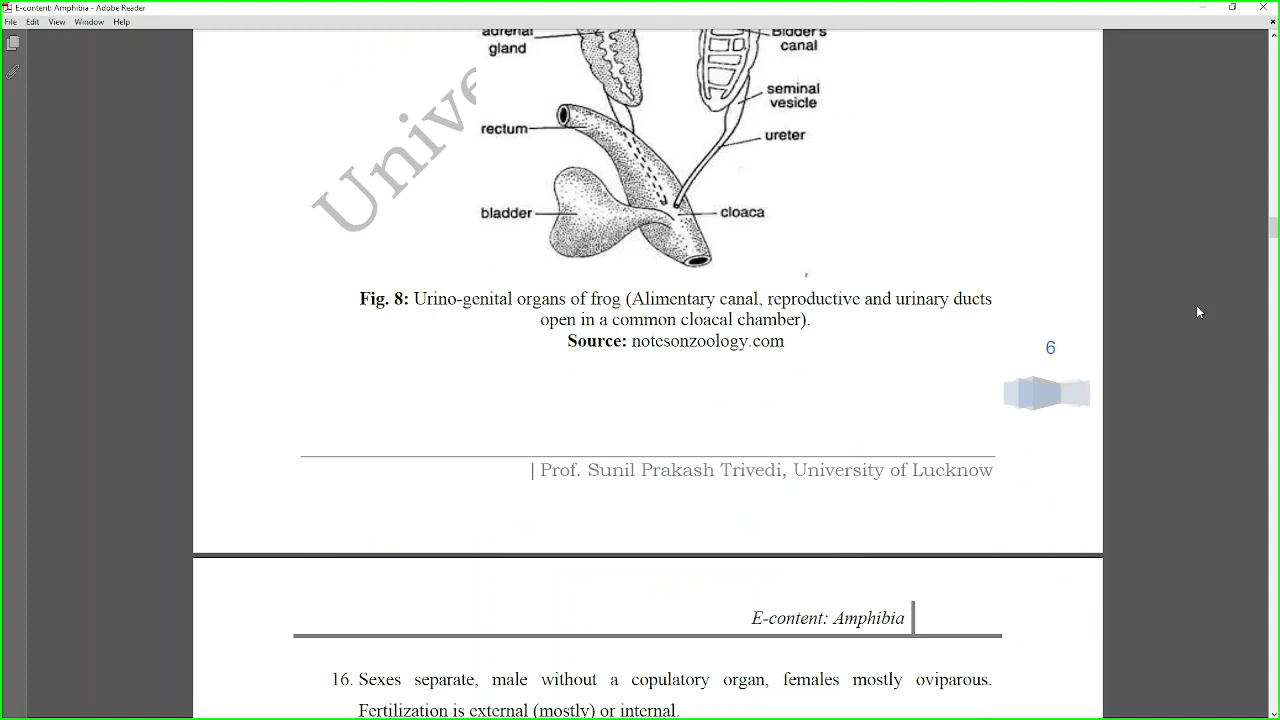 E-content: Amphibia - Adobe Reader
File Edit View Window Help
adrenal
gland
Bidder's
canal
seminal
vesicle
rectum
ureter
bladder
cloaca
Unive
Fig. 8: Urino-genital organs of frog (Alimentary canal, reproductive and urinary ducts
open in a common cloacal chamber).
Source: notesonzoology.com
6
| Prof. Sunil Prakash Trivedi, University of Lucknow
E-content: Amphibia
16. Sexes separate, male without a copulatory organ, females mostly oviparous.
Fertilization is external (mostly) or internal.